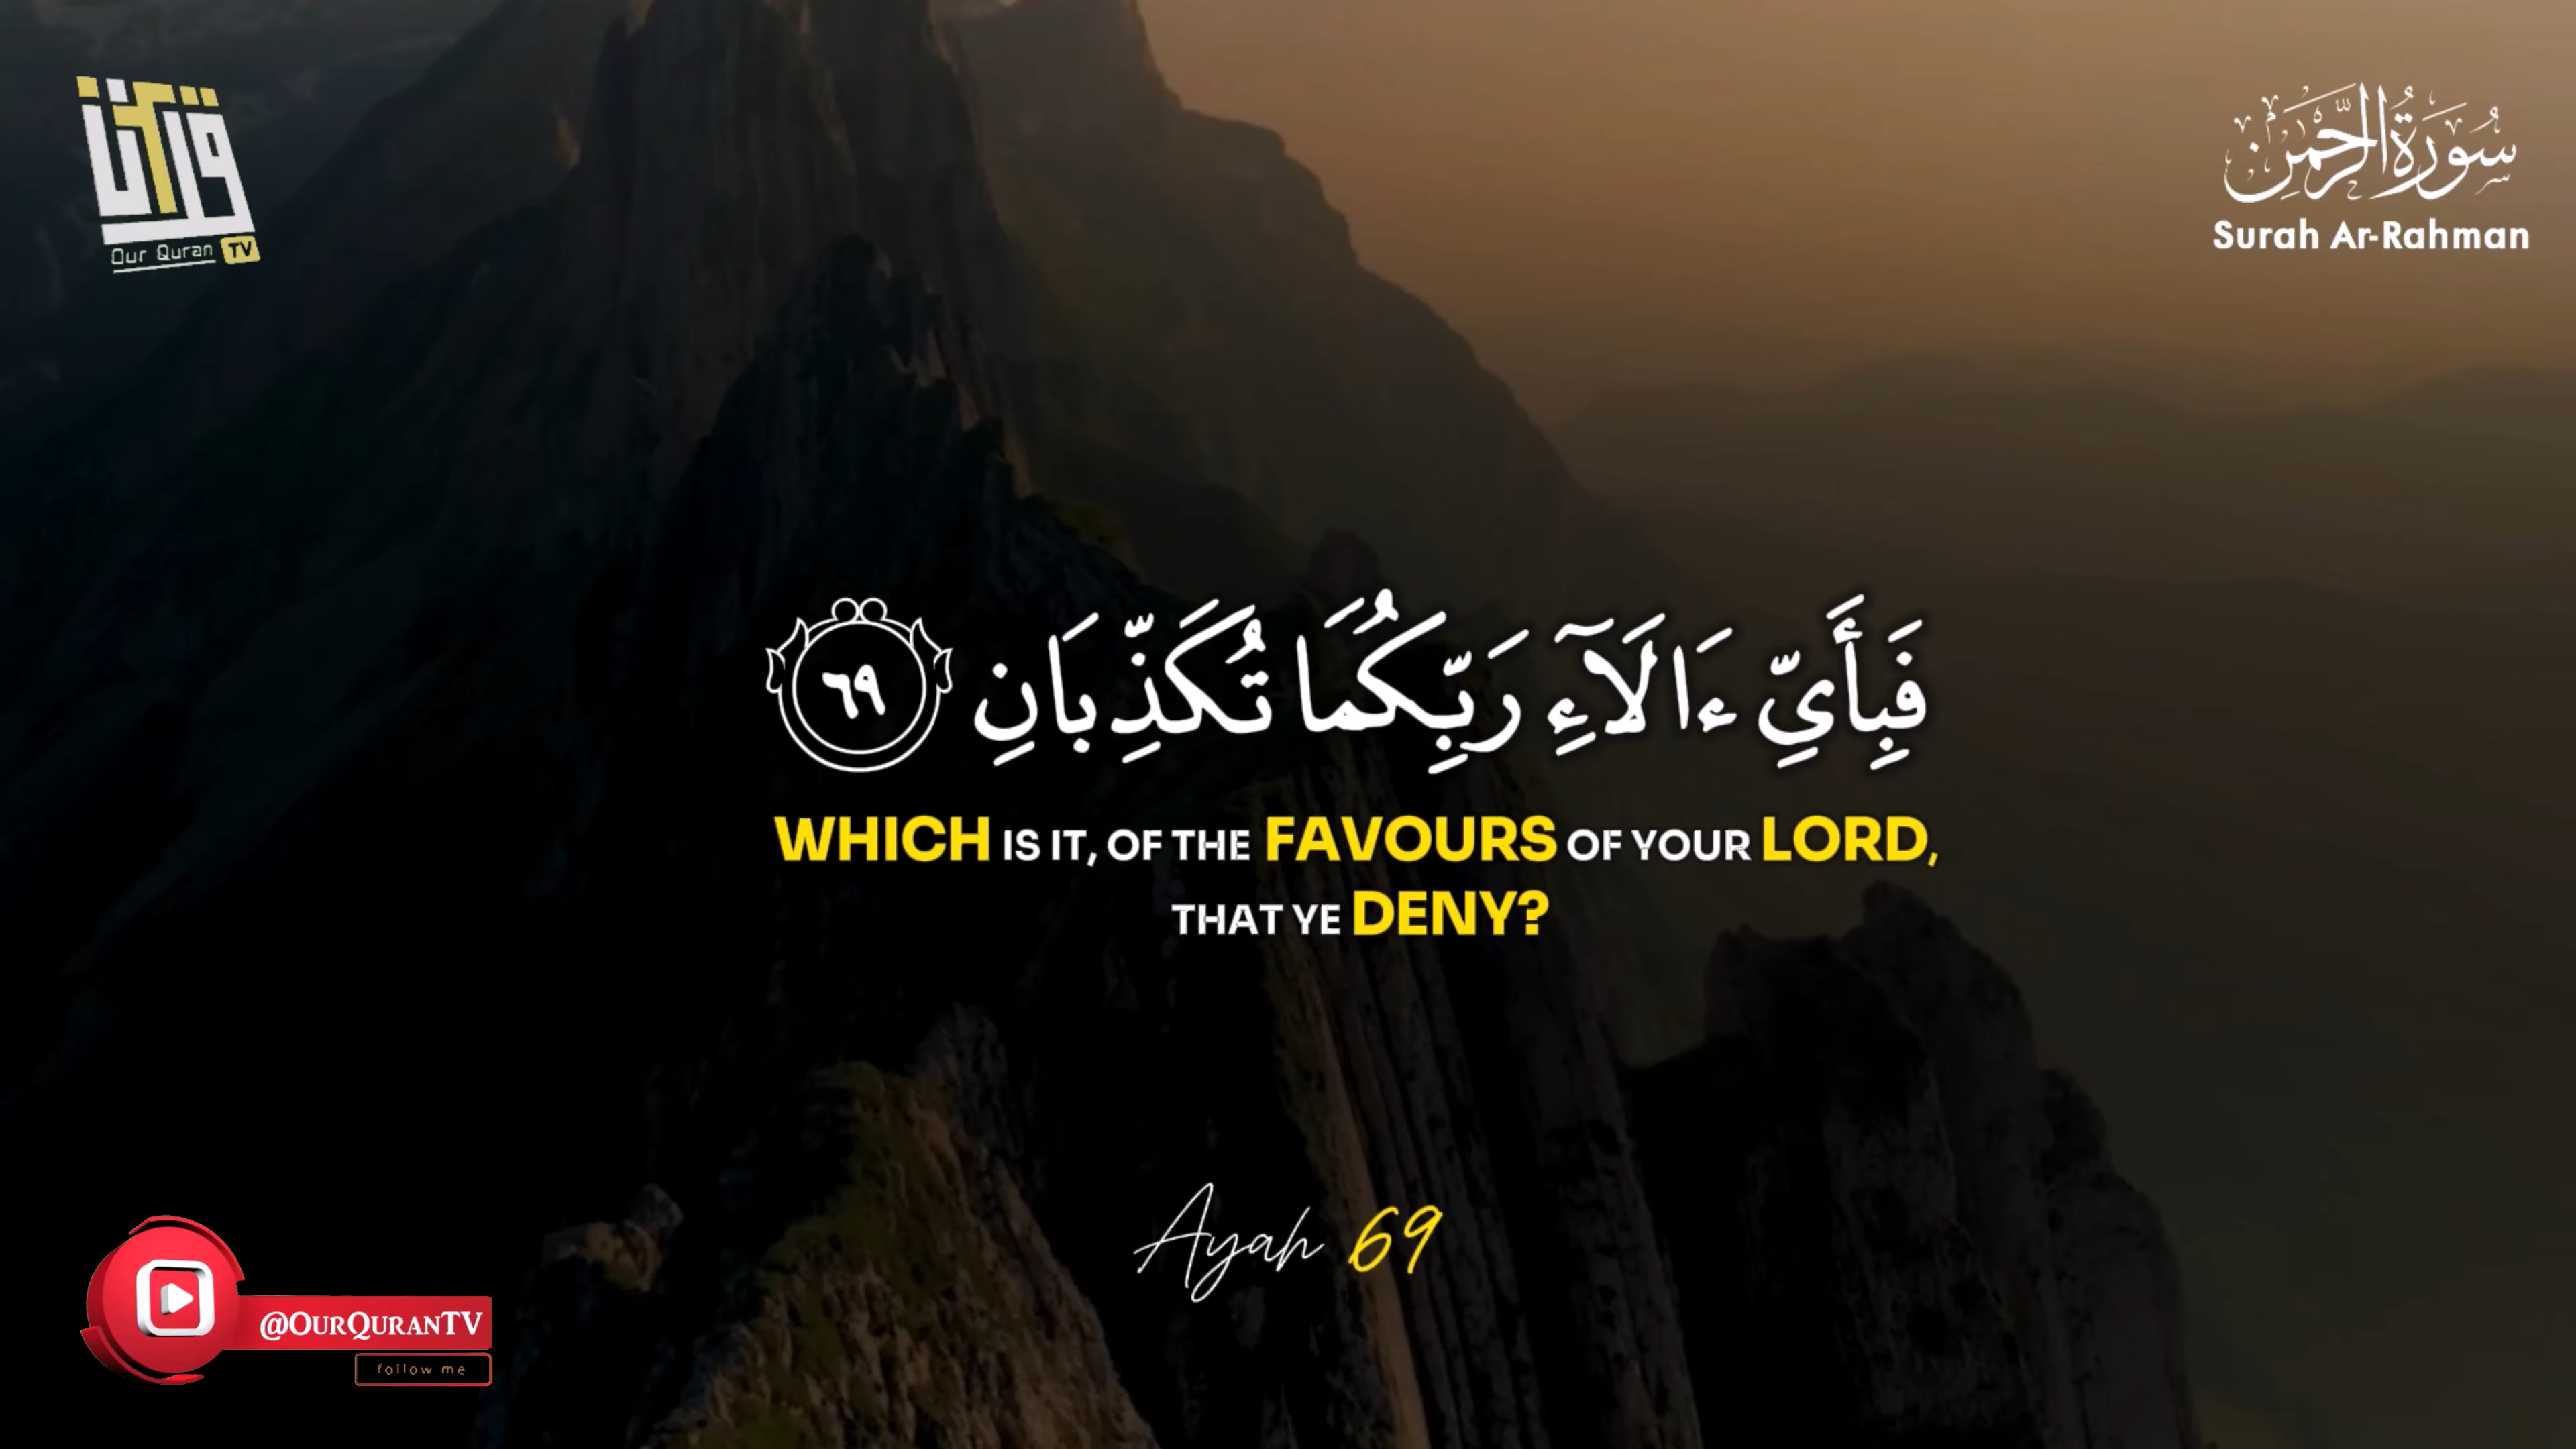 قرآننا
Our Quran TV
سُورَةُ الرَّحْمَٰن
Surah Ar-Rahman
فَبِأَيِّ ءَالَآءِ رَبِّكُمَا تُكَذِّبَانِ ٦٩
WHICH IS IT, OF THE FAVOURS OF YOUR LORD,
THAT YE DENY?
Ayah 69
@OURQURANTV
follow me